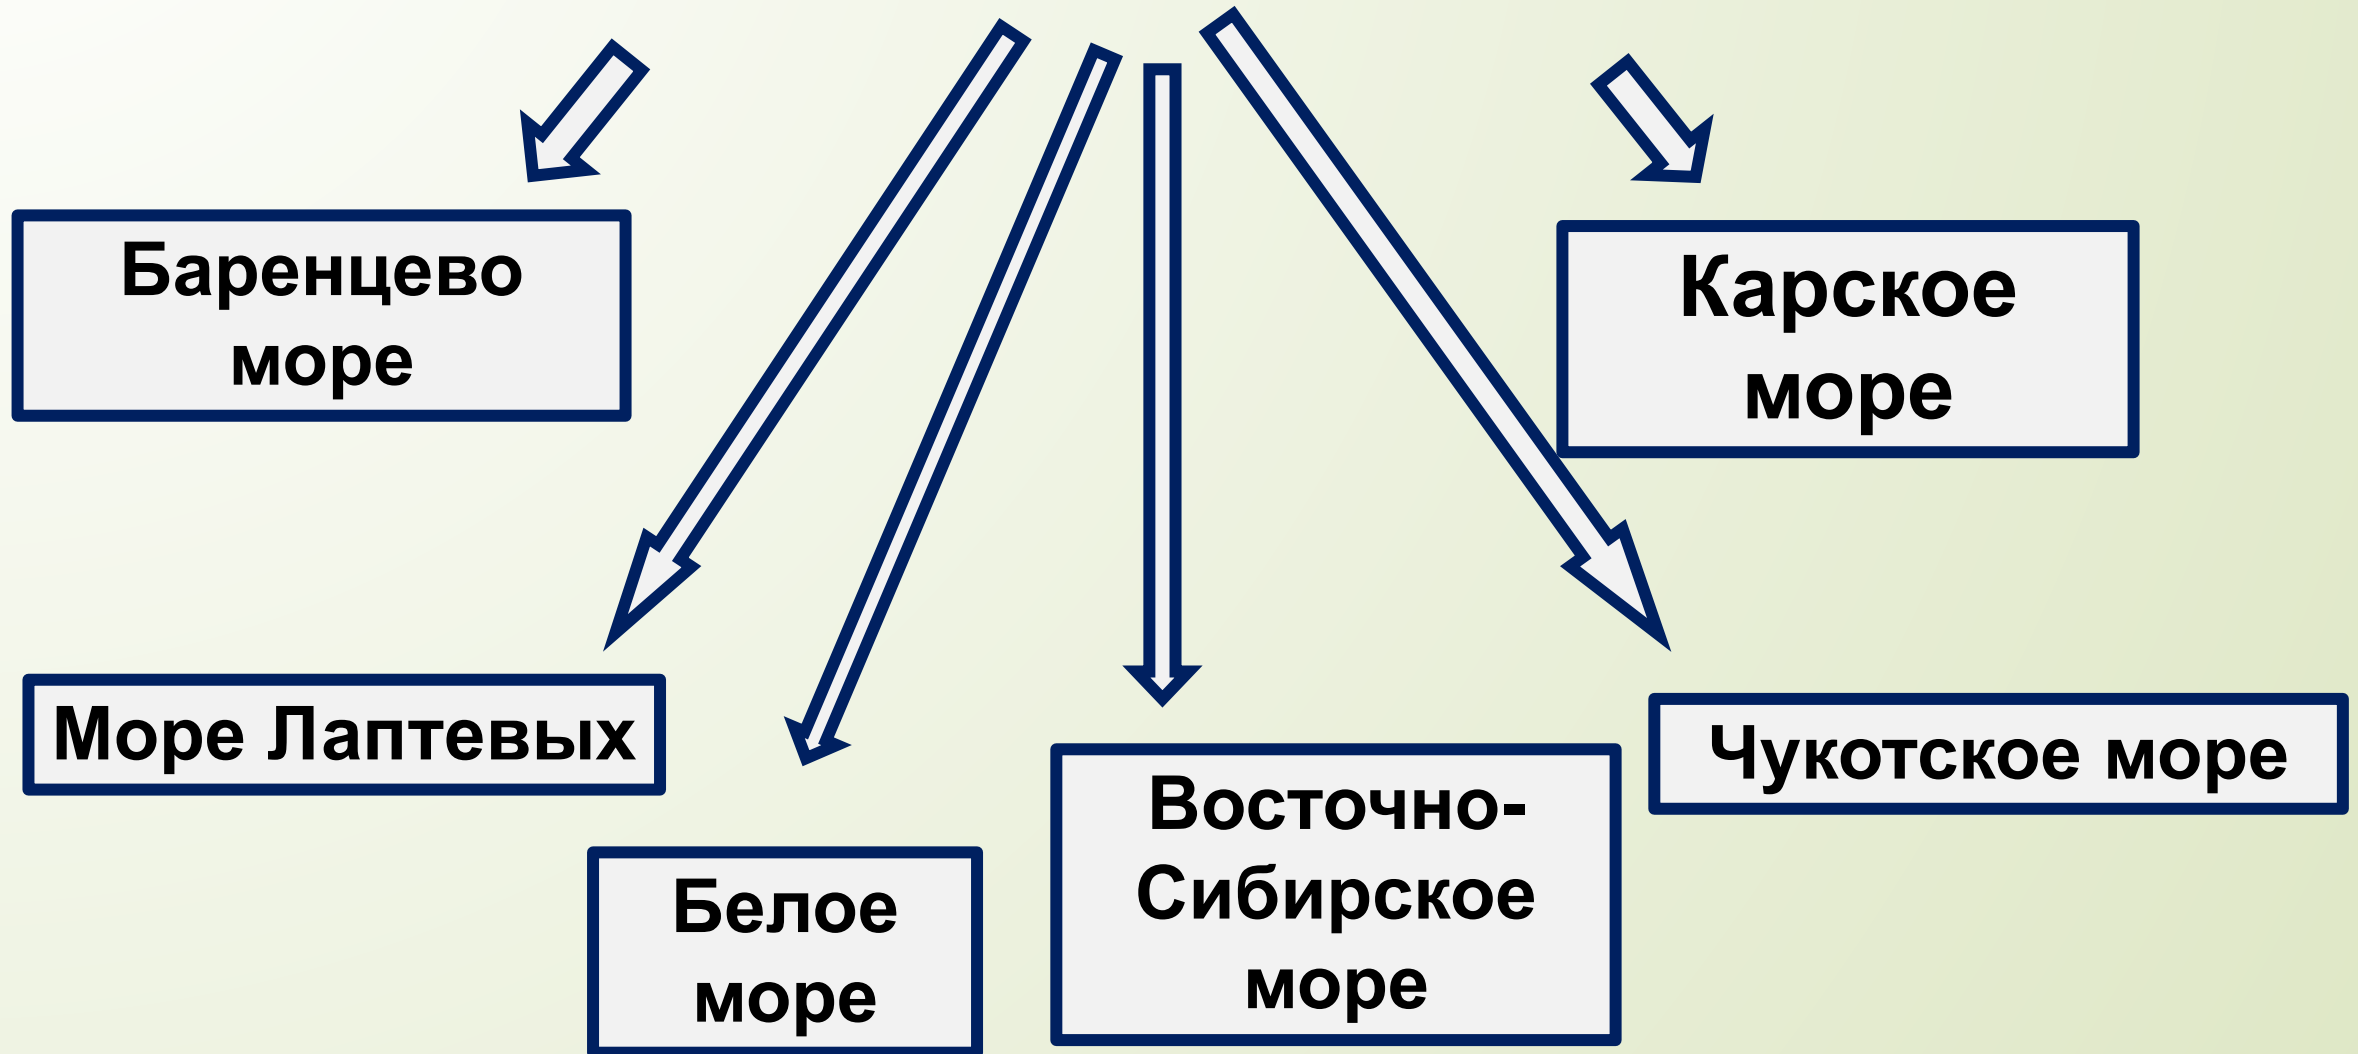 Баренцево
море
Карское
море
Море Лаптевых
Белое
море
Восточно-
Сибирское
море
Чукотское море